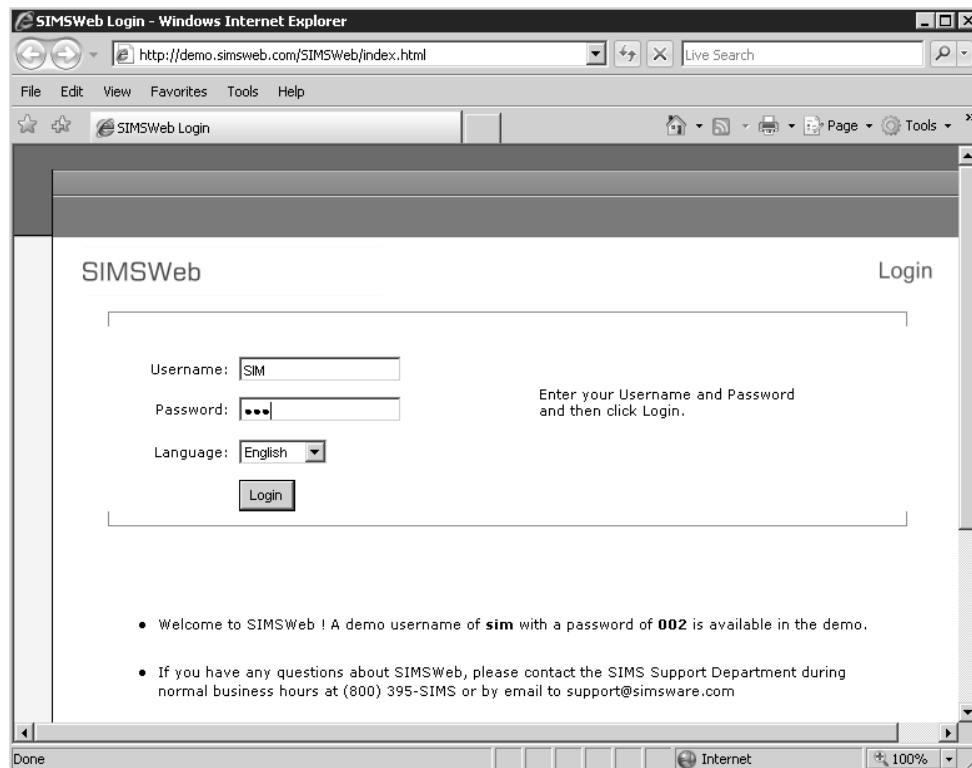 SIMSWeb Login - Windows Internet Explorer
http://demo.simsweb.com/SIMSWeb/index.html
Live Search
File Edit View Favorites Tools Help
SIMSWeb Login
Page Tools »
SIMSWeb
Login
Username: SIM
Password: •••
Enter your Username and Password
and then click Login.
Language: English
Login
• Welcome to SIMSWeb ! A demo username of sim with a password of 002 is available in the demo.
• If you have any questions about SIMSWeb, please contact the SIMS Support Department during
normal business hours at (800) 395-SIMS or by email to support@simsware.com
Done
Internet
100%